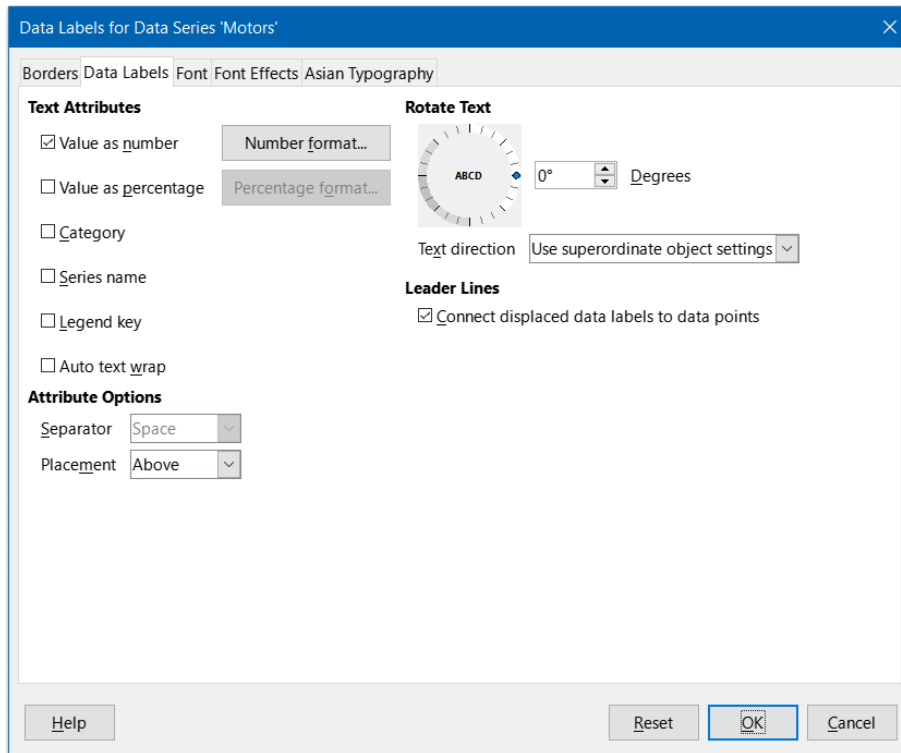 Data Labels for Data Series 'Motors'
Borders Data Labels Font Font Effects Asian Typography
Text Attributes
Value as number Number format...
Value as percentage Percentage format...
Category
Series name
Legend key
Auto text wrap
Attribute Options
Separator Space
Placement Above
Rotate Text
ABCD 0° Degrees
Text direction Use superordinate object settings
Leader Lines
Connect displaced data labels to data points
Help Reset OK Cancel